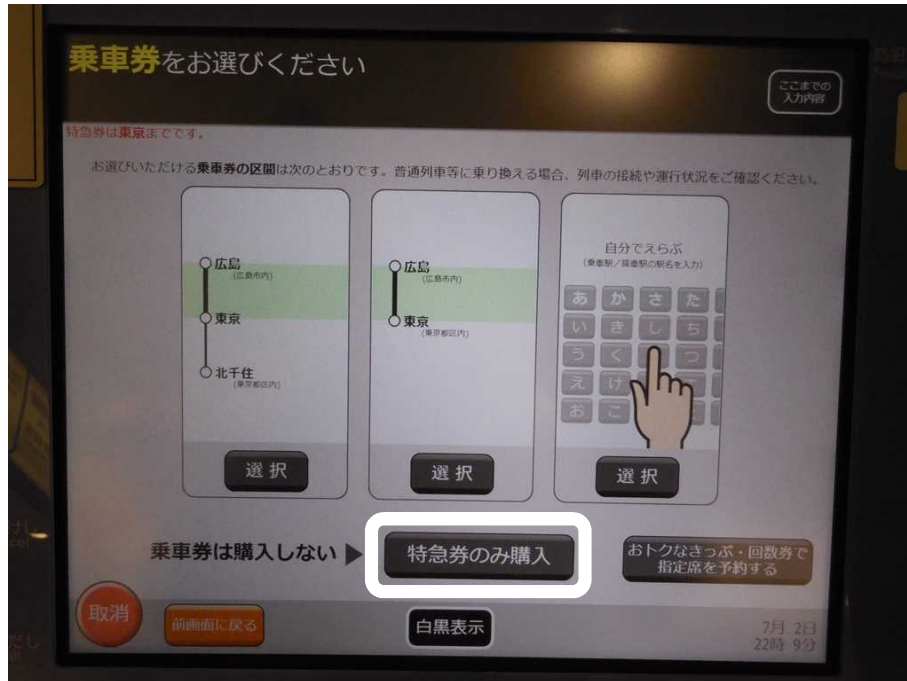 乗車券をお選びください
ここまでの
入力内容
特急券は東京までです。
お選びいただける乗車券の区間は次のとおりです。普通列車等に乗り換える場合、列車の接続や運行状況をご確認ください。
広島
(広島市内)
東京
北千住
(東京都区内)
選択
広島
(広島市内)
東京
(東京都区内)
選択
自分でえらぶ
(乗車駅/降車駅の駅名を入力)
あ か さ た
い き し ち
う く つ
え け
お こ
選択
乗車券は購入しない ▶
特急券のみ購入
おトクなきっぷ・回数券で
指定席を予約する
取消
前画面に戻る
白黒表示
7月 2日
22時 9分